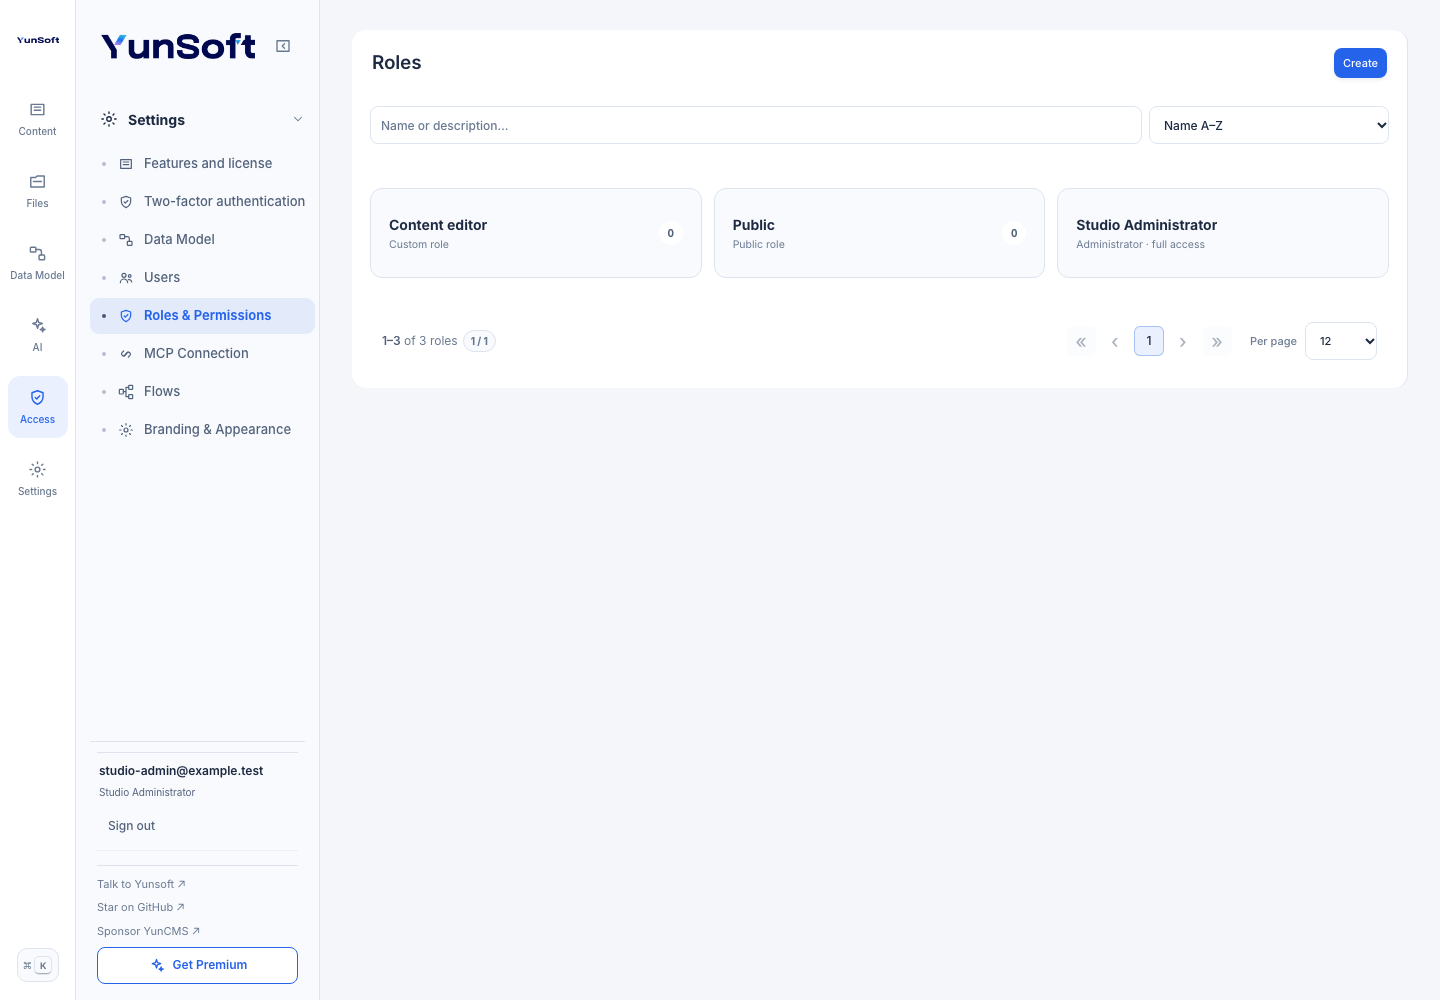 YunSoft
Content
Files
Data Model
AI
Access
Settings
⌘ K
YunSoft
Settings
Features and license
Two-factor authentication
Data Model
Users
Roles & Permissions
MCP Connection
Flows
Branding & Appearance
studio-admin@example.test
Studio Administrator
Sign out
Talk to Yunsoft ↗
Star on GitHub ↗
Sponsor YunCMS ↗
Get Premium
Roles
Create
Name or description...
Name A–Z
Content editor
Custom role
0
Public
Public role
0
Studio Administrator
Administrator · full access
1–3 of 3 roles 1 / 1
« ‹ 1 › » Per page 12